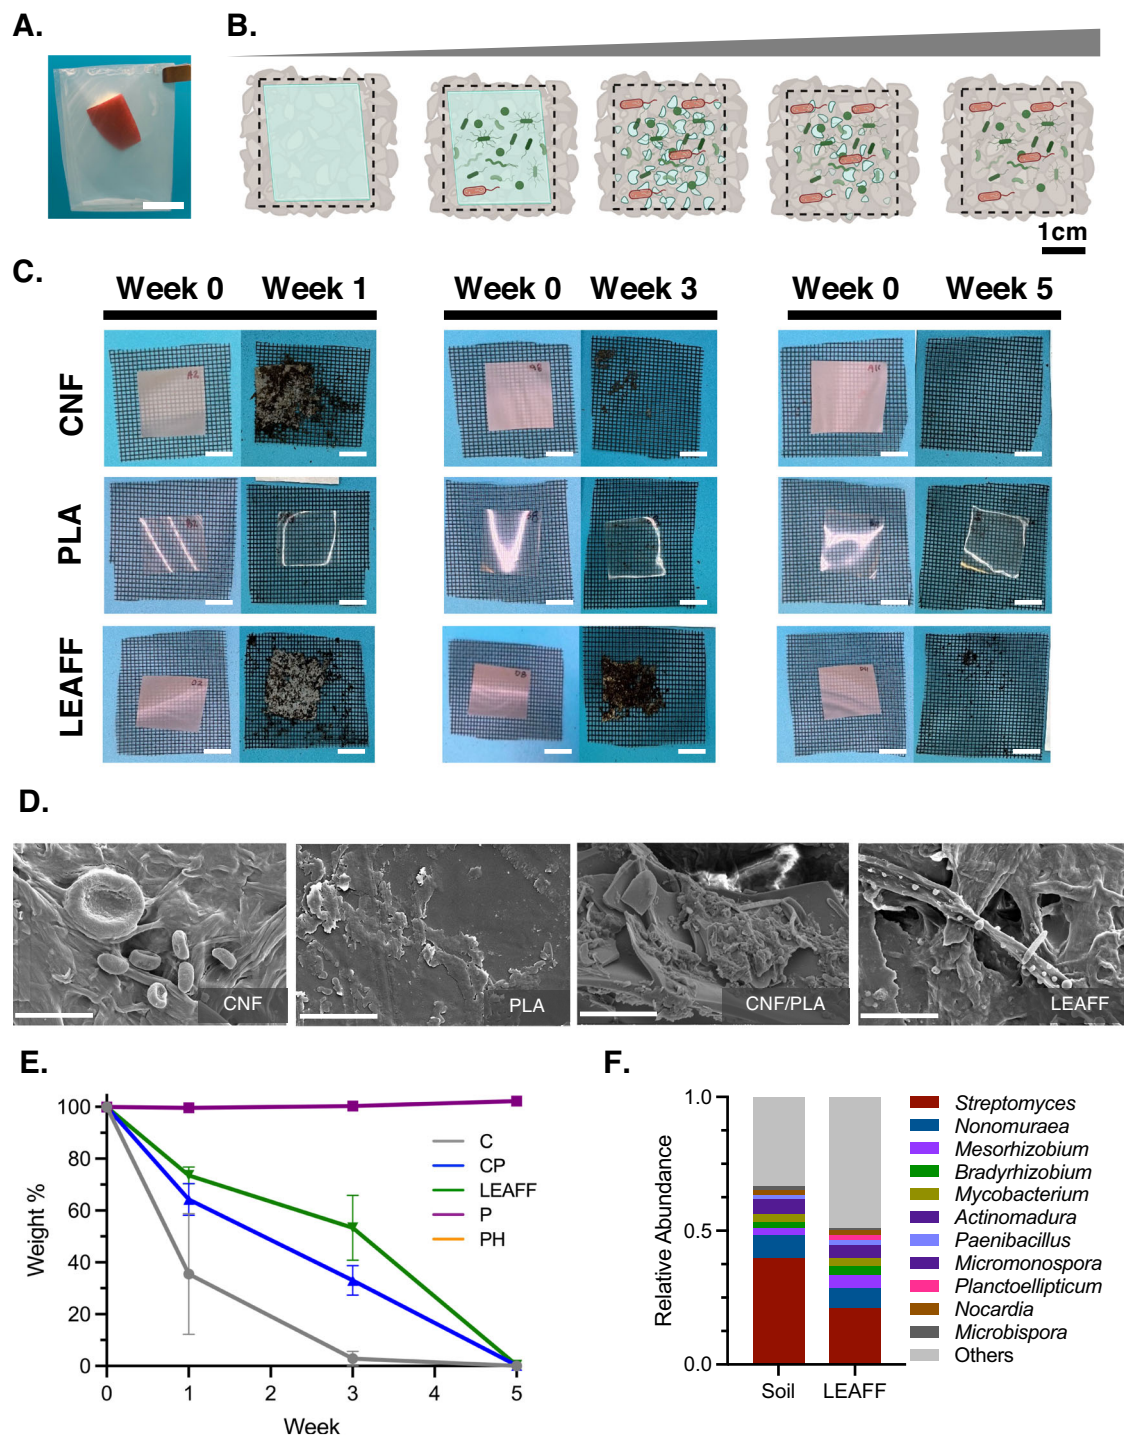 A.
B.
1cm
C.
Week 0
Week 1
Week 0
Week 3
Week 0
Week 5
CNF
PLA
LEAFF
D.
CNF
PLA
CNF/PLA
LEAFF
E.
100
80
60
40
20
0
Weight %
0
1
2
3
4
5
Week
C
CP
LEAFF
P
PH
F.
1.0
0.5
0.0
Relative Abundance
Soil
LEAFF
Streptomyces
Nonomuraea
Mesorhizobium
Bradyrhizobium
Mycobacterium
Actinomadura
Paenibacillus
Micromonospora
Planctoellipticum
Nocardia
Microbispora
Others